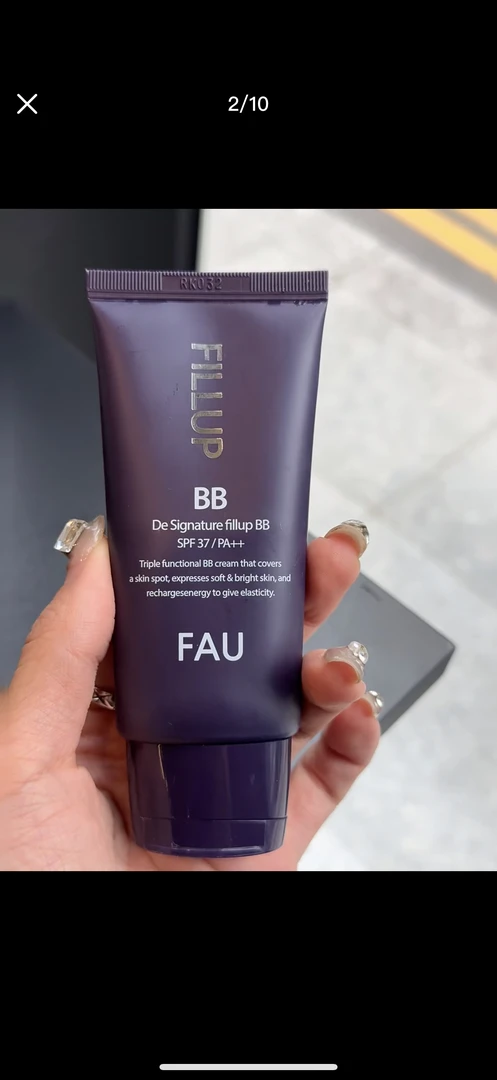 2/10
RK032
FILLUP
BB
De Signature fillup BB
SPF 37 / PA++
Triple functional BB cream that covers
a skin spot, expresses soft & bright skin, and
rechargesenergy to give elasticity.
FAU